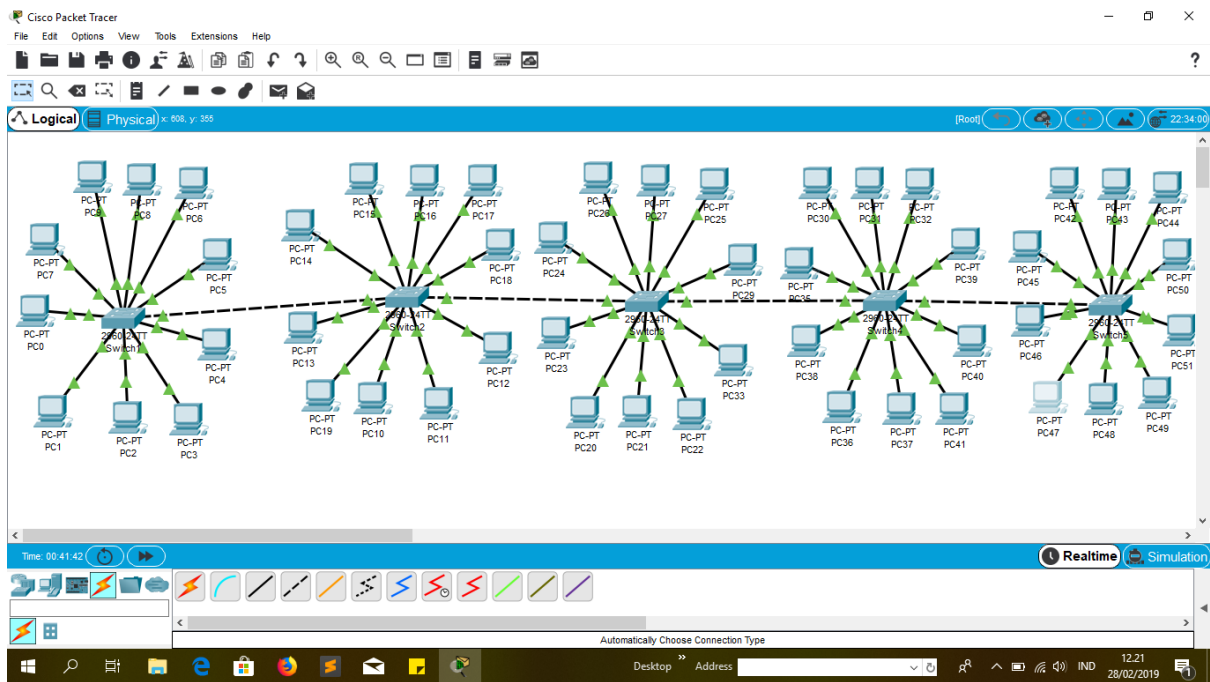 Cisco Packet Tracer
File Edit Options View Tools Extensions Help
?
Logical Physical x: 608, y: 355 [Root] 22:34:00
PC-PT PC9
PC-PT PC8
PC-PT PC6
PC-PT PC7
PC-PT PC5
PC-PT PC0
2960-24TT Switch1
PC-PT PC4
PC-PT PC1
PC-PT PC2
PC-PT PC3
PC-PT PC15
PC-PT PC16
PC-PT PC17
PC-PT PC14
PC-PT PC18
2960-24TT Switch2
PC-PT PC13
PC-PT PC12
PC-PT PC19
PC-PT PC10
PC-PT PC11
PC-PT PC26
PC-PT PC27
PC-PT PC25
PC-PT PC24
PC-PT PC29
2960-24TT Switch3
PC-PT PC23
PC-PT PC33
PC-PT PC20
PC-PT PC21
PC-PT PC22
PC-PT PC30
PC-PT PC31
PC-PT PC32
PC-PT PC35
PC-PT PC39
2960-24TT Switch4
PC-PT PC38
PC-PT PC40
PC-PT PC36
PC-PT PC37
PC-PT PC41
PC-PT PC42
PC-PT PC43
PC-PT PC44
PC-PT PC45
PC-PT PC50
2960-24TT Switch5
PC-PT PC46
PC-PT PC51
PC-PT PC47
PC-PT PC48
PC-PT PC49
Time: 00:41:42 Realtime Simulation
Automatically Choose Connection Type
Desktop Address IND 12.21
28/02/2019